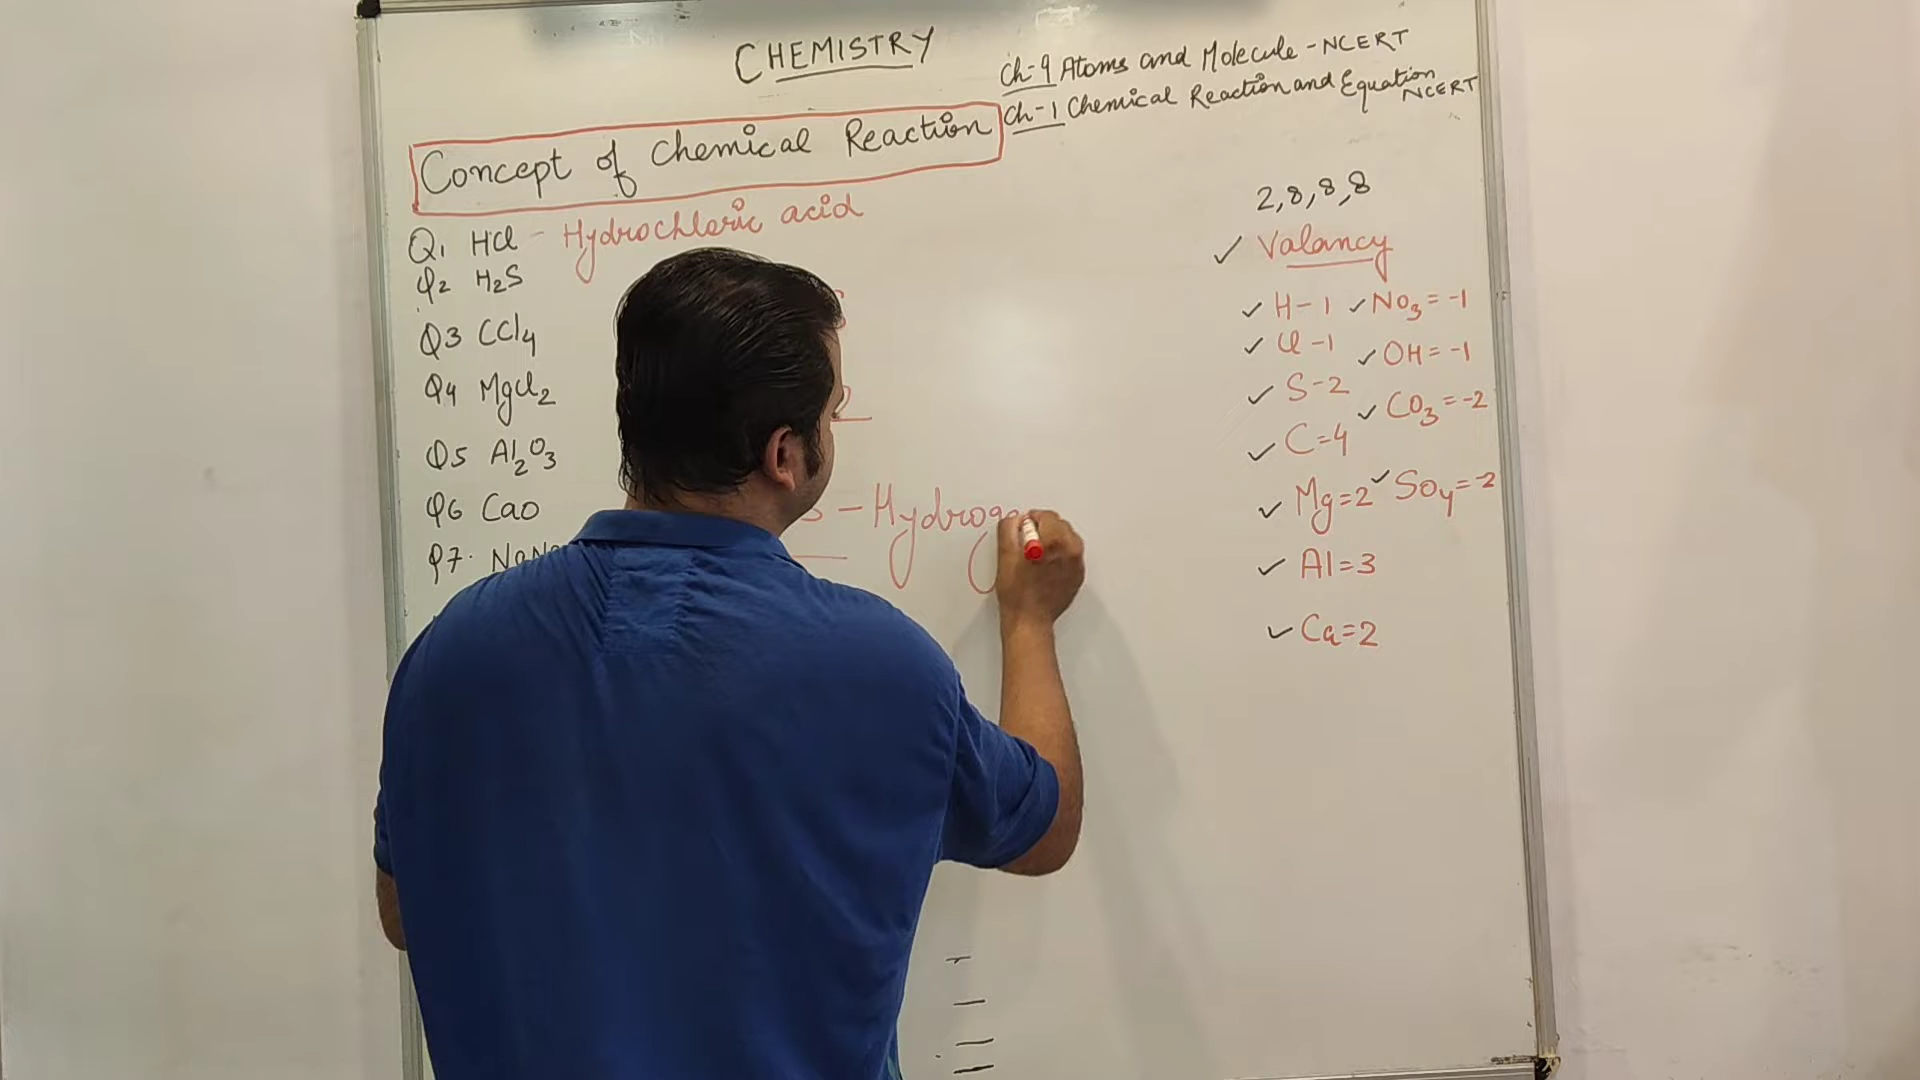 CHEMISTRY
Ch-9 Atoms and Molecule - NCERT
Ch-1 Chemical Reaction and Equation
NCERT
Concept of Chemical Reaction
Q1 HCl - Hydrochloric acid
Q2 H2S
Q3 CCl4
Q4 MgCl2
Q5 Al2O3
Q6 CaO
Q7.
S - Hydrogen
2,8,8,8
✓ Valancy
✓ H-1 ✓ NO3=-1
✓ Cl-1 ✓ OH=-1
✓ S-2
✓ CO3=-2
✓ C=4
✓ Mg=2 ✓ SO4=-2
✓ Al=3
✓ Ca=2